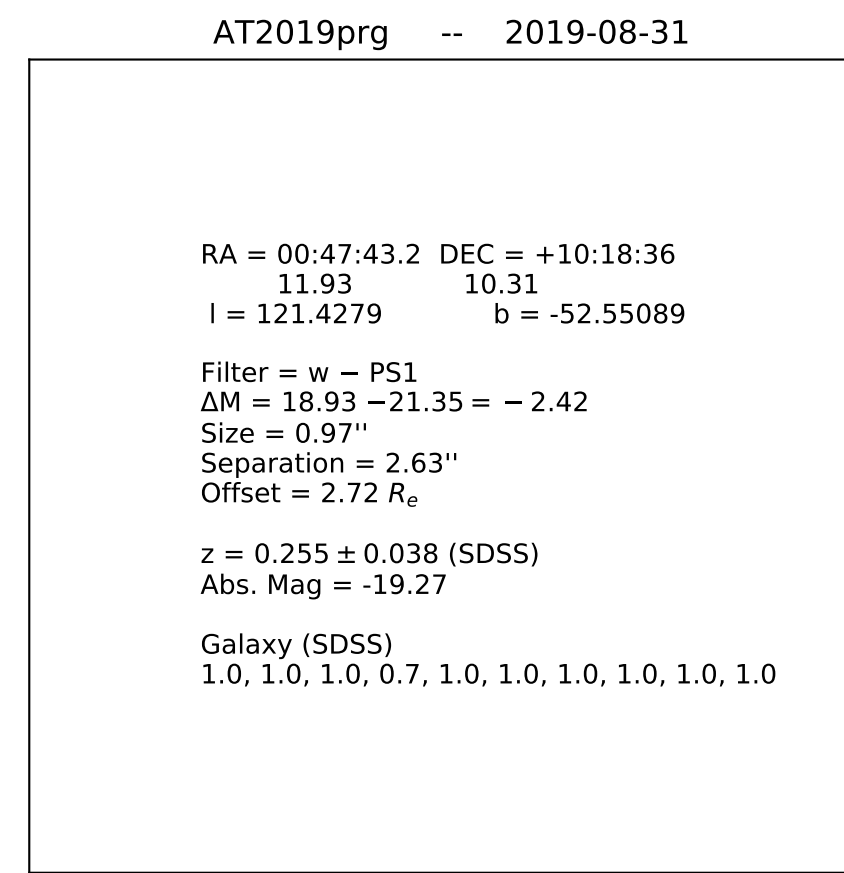 AT2019prg -- 2019-08-31
RA = 00:47:43.2 DEC = +10:18:36
11.93 10.31
l = 121.4279 b = -52.55089
Filter = w − PS1
ΔM = 18.93 −21.35 = − 2.42
Size = 0.97''
Separation = 2.63''
Offset = 2.72 Rₑ
z = 0.255 ± 0.038 (SDSS)
Abs. Mag = -19.27
Galaxy (SDSS)
1.0, 1.0, 1.0, 0.7, 1.0, 1.0, 1.0, 1.0, 1.0, 1.0